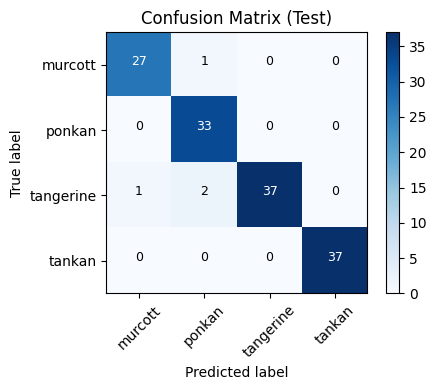 Confusion Matrix (Test)
True label
murcott 27 1 0 0
ponkan 0 33 0 0
tangerine 1 2 37 0
tankan 0 0 0 37
murcott ponkan tangerine tankan
Predicted label
35
30
25
20
15
10
5
0